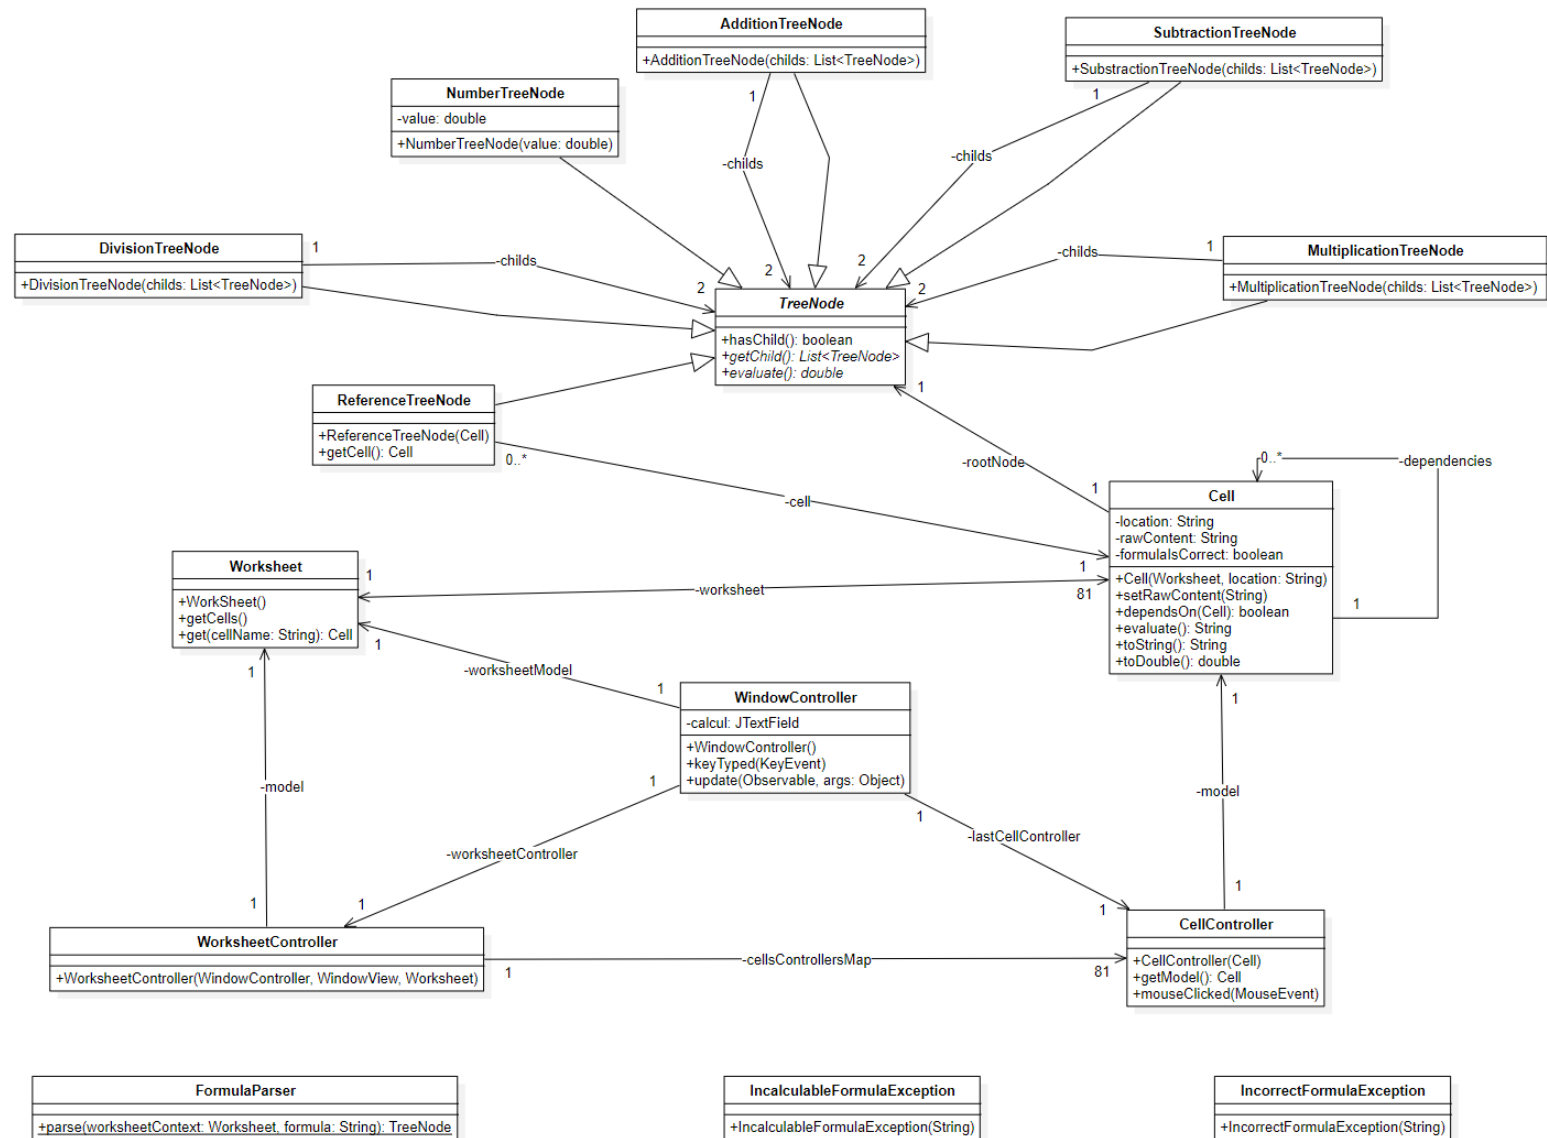 AdditionTreeNode
+AdditionTreeNode(childs: List<TreeNode>)
SubtractionTreeNode
+SubstractionTreeNode(childs: List<TreeNode>)
NumberTreeNode
-value: double
+NumberTreeNode(value: double)
1
1
-childs
-childs
DivisionTreeNode
+DivisionTreeNode(childs: List<TreeNode>)
1
-childs
2
2
2
-childs
2
1
MultiplicationTreeNode
+MultiplicationTreeNode(childs: List<TreeNode>)
TreeNode
+hasChild(): boolean
+getChild(): List<TreeNode>
+evaluate(): double
1
ReferenceTreeNode
+ReferenceTreeNode(Cell)
+getCell(): Cell
0..*
-cell
-rootNode
1
0..*
-dependencies
Cell
-location: String
-rawContent: String
-formulaIsCorrect: boolean
+Cell(Worksheet, location: String)
+setRawContent(String)
+dependsOn(Cell): boolean
+evaluate(): String
+toString(): String
+toDouble(): double
1
1
81
1
Worksheet
+WorkSheet()
+getCells()
+get(cellName: String): Cell
1
-worksheet
1
1
-worksheetModel
1
WindowController
-calcul: JTextField
+WindowController()
+keyTyped(KeyEvent)
+update(Observable, args: Object)
1
1
-model
-model
-lastCellController
-worksheetController
1
1
1
1
WorksheetController
+WorksheetController(WindowController, WindowView, Worksheet)
1
-cellsControllersMap
81
CellController
+CellController(Cell)
+getModel(): Cell
+mouseClicked(MouseEvent)
FormulaParser
+parse(worksheetContext: Worksheet, formula: String): TreeNode
IncalculableFormulaException
+IncalculableFormulaException(String)
IncorrectFormulaException
+IncorrectFormulaException(String)